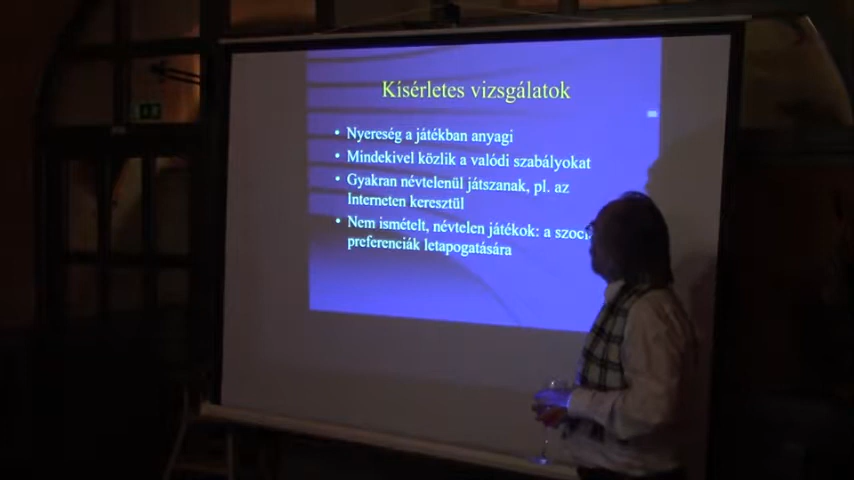 Kísérletes vizsgálatok
• Nyereség a játékban anyagi
• Mindekivel közlik a valódi szabályokat
• Gyakran névtelenül játszanak, pl. az
Interneten keresztül
• Nem ismételt, névtelen játékok: a
preferenciák letapogatására